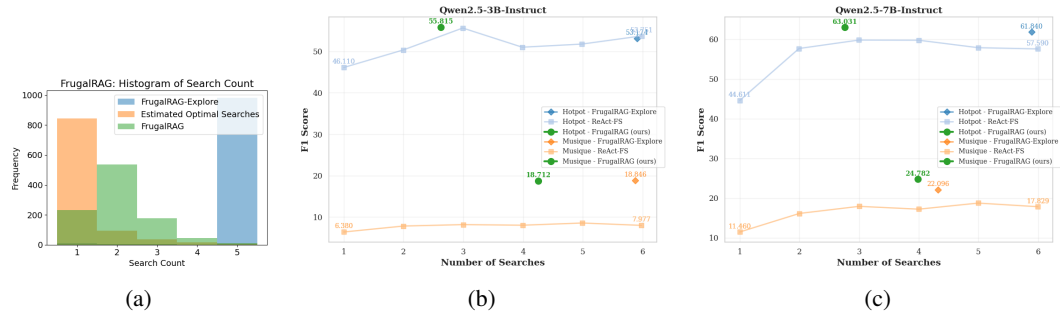 FrugalRAG: Histogram of Search Count
1000
800
600
400
200
0
Frequency
FrugalRAG-Explore
Estimated Optimal Searches
FrugalRAG
1 2 3 4 5
Search Count
(a)
Qwen2.5-3B-Instruct
55.815
53.124
46.110
50
40
30
20
10
F1 Score
Hotpot - FrugalRAG-Explore
Hotpot - ReAct-FS
Hotpot - FrugalRAG (ours)
Musique - FrugalRAG-Explore
Musique - ReAct-FS
Musique - FrugalRAG (ours)
18.712
18.846
6.380
7.977
1 2 3 4 5 6
Number of Searches
(b)
Qwen2.5-7B-Instruct
63.031
61.840
57.590
44.611
60
50
40
30
20
10
F1 Score
Hotpot - FrugalRAG-Explore
Hotpot - ReAct-FS
Hotpot - FrugalRAG (ours)
Musique - FrugalRAG-Explore
Musique - ReAct-FS
Musique - FrugalRAG (ours)
24.782
22.096
17.829
11.460
1 2 3 4 5 6
Number of Searches
(c)